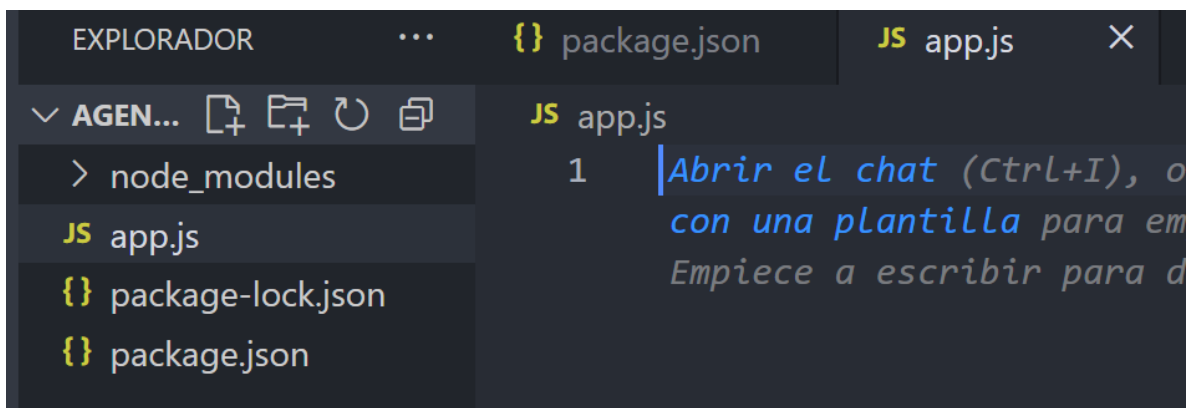 EXPLORADOR ...
{} package.json
JS app.js ×
AGEN...
JS app.js
node_modules
JS app.js
{} package-lock.json
{} package.json
1 Abrir el chat (Ctrl+I), o
con una plantilla para em
Empiece a escribir para d